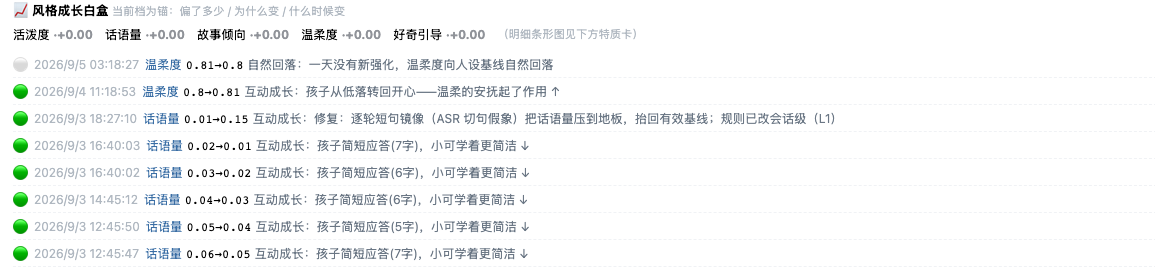 📈 风格成长白盒 当前档为锚：偏了多少 / 为什么变 / 什么时候变
活泼度 ·+0.00 话语量 ·+0.00 故事倾向 ·+0.00 温柔度 ·+0.00 好奇引导 ·+0.00 （明细条形图见下方特质卡）
2026/9/5 03:18:27 温柔度 0.81→0.8 自然回落：一天没有新强化，温柔度向人设基线自然回落
2026/9/4 11:18:53 温柔度 0.8→0.81 互动成长：孩子从低落转回开心——温柔的安抚起了作用 ↑
2026/9/3 18:27:10 话语量 0.01→0.15 互动成长：修复：逐轮短句镜像（ASR 切句假象）把话语量压到地板，抬回有效基线；规则已改会话级（L1）
2026/9/3 16:40:03 话语量 0.02→0.01 互动成长：孩子简短应答(7字)，小可学着更简洁 ↓
2026/9/3 16:40:02 话语量 0.03→0.02 互动成长：孩子简短应答(6字)，小可学着更简洁 ↓
2026/9/3 14:45:12 话语量 0.04→0.03 互动成长：孩子简短应答(6字)，小可学着更简洁 ↓
2026/9/3 12:45:50 话语量 0.05→0.04 互动成长：孩子简短应答(5字)，小可学着更简洁 ↓
2026/9/3 12:45:47 话语量 0.06→0.05 互动成长：孩子简短应答(7字)，小可学着更简洁 ↓